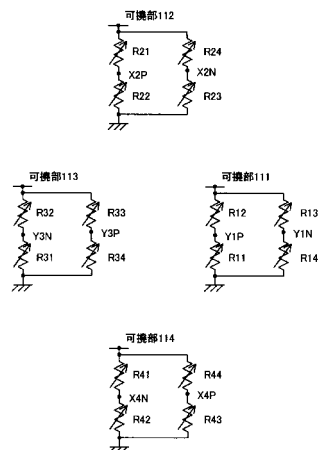 可撓部112
R21 R24
X2P X2N
R22 R23
可撓部113 可撓部111
R32 R33 R12 R13
Y3N Y3P Y1P Y1N
R31 R34 R11 R14
可撓部114
R41 R44
X4N X4P
R42 R43